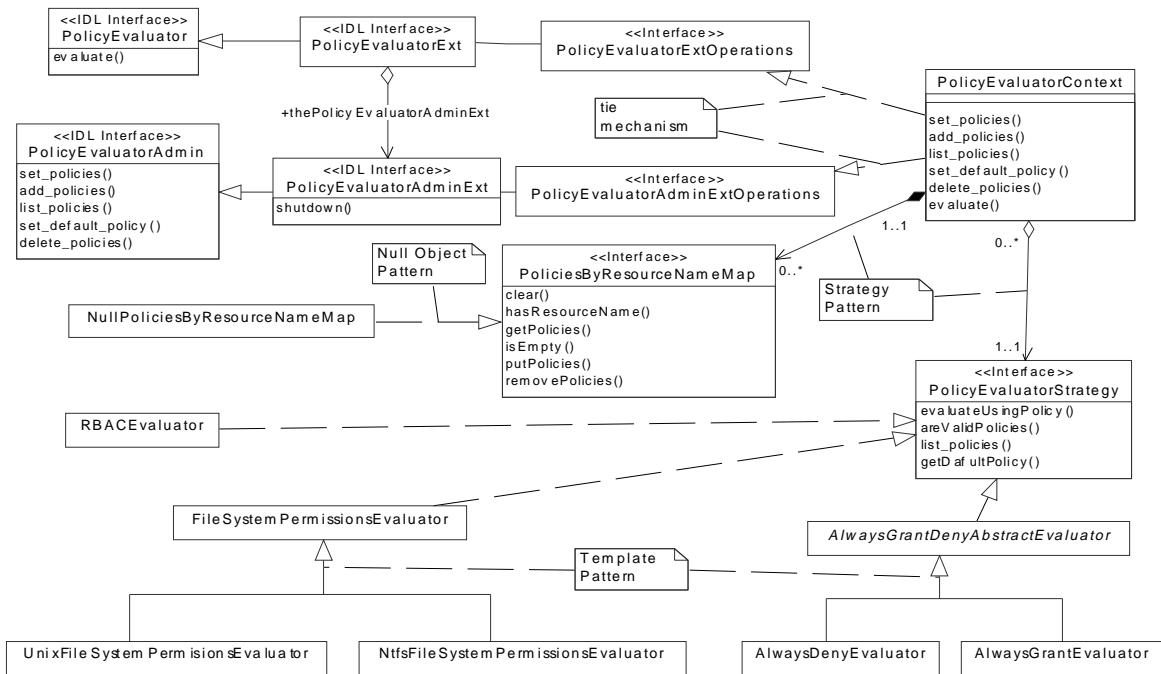 <<IDL Interface>>
PolicyEvaluator
evaluate()
<<IDL Interface>>
PolicyEvaluatorExt
<<Interface>>
PolicyEvaluatorExtOperations
PolicyEvaluatorContext
set_policies()
add_policies()
list_policies()
set_default_policy()
delete_policies()
evaluate()
tie
mechanism
+thePolicyEvaluatorAdminExt
<<IDL Interface>>
PolicyEvaluatorAdmin
set_policies()
add_policies()
list_policies()
set_default_policy()
delete_policies()
<<IDL Interface>>
PolicyEvaluatorAdminExt
shutdown()
<<Interface>>
PolicyEvaluatorAdminExtOperations
1..1
0..*
0..*
Null Object
Pattern
<<Interface>>
PoliciesByResourceNameMap
clear()
hasResourceName()
getPolicies()
isEmpty()
putPolicies()
removePolicies()
Strategy
Pattern
NullPoliciesByResourceNameMap
1..1
<<Interface>>
PolicyEvaluatorStrategy
evaluateUsingPolicy()
areValidPolicies()
list_policies()
getDafultPolicy()
RBACEvaluator
FileSystemPermissionsEvaluator
AlwaysGrantDenyAbstractEvaluator
Template
Pattern
UnixFileSystemPermisionsEvaluator
NtfsFileSystemPermissionsEvaluator
AlwaysDenyEvaluator
AlwaysGrantEvaluator